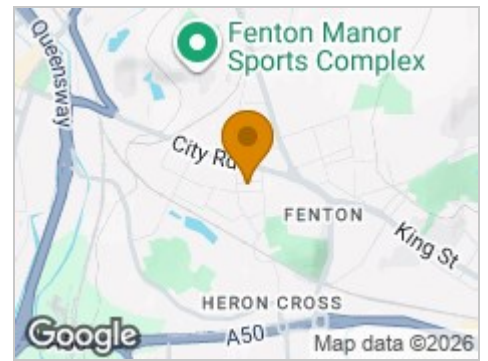 Fenton Manor
Sports Complex
Queensway
City Rd
FENTON
King St
HERON CROSS
A50
Google
Map data ©2026